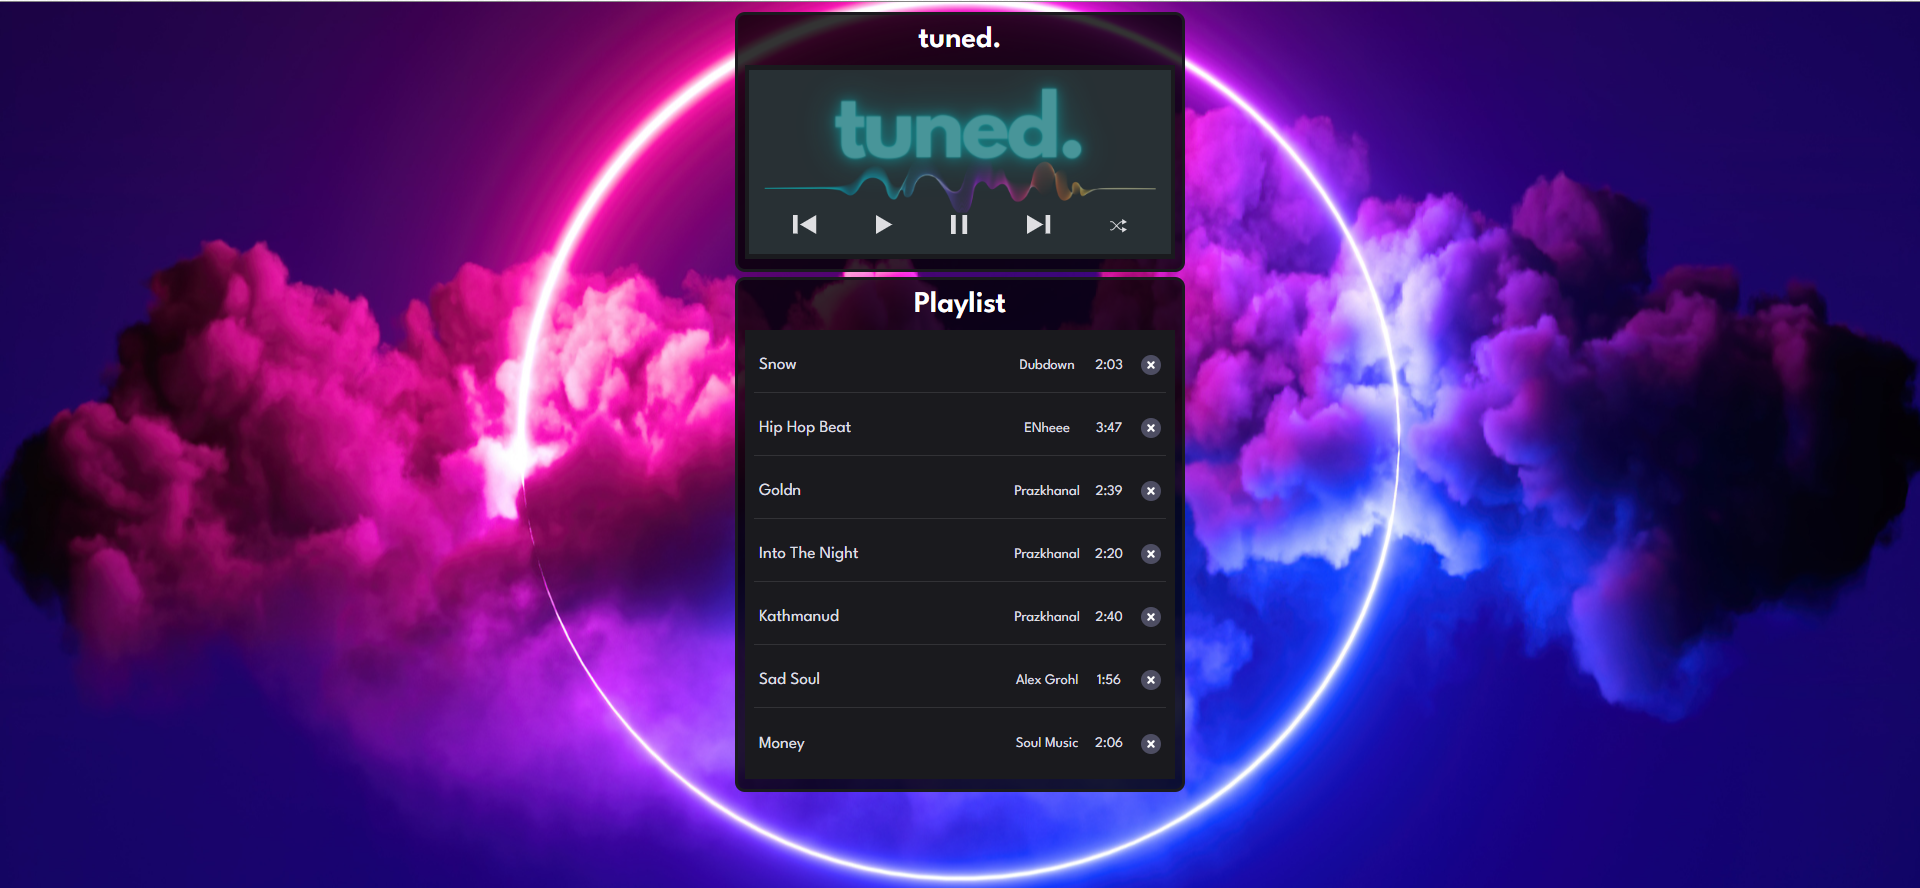 tuned.
tuned.
Playlist
Snow Dubdown 2:03
Hip Hop Beat ENheee 3:47
Goldn Prazkhanal 2:39
Into The Night Prazkhanal 2:20
Kathmanud Prazkhanal 2:40
Sad Soul Alex Grohl 1:56
Money Soul Music 2:06